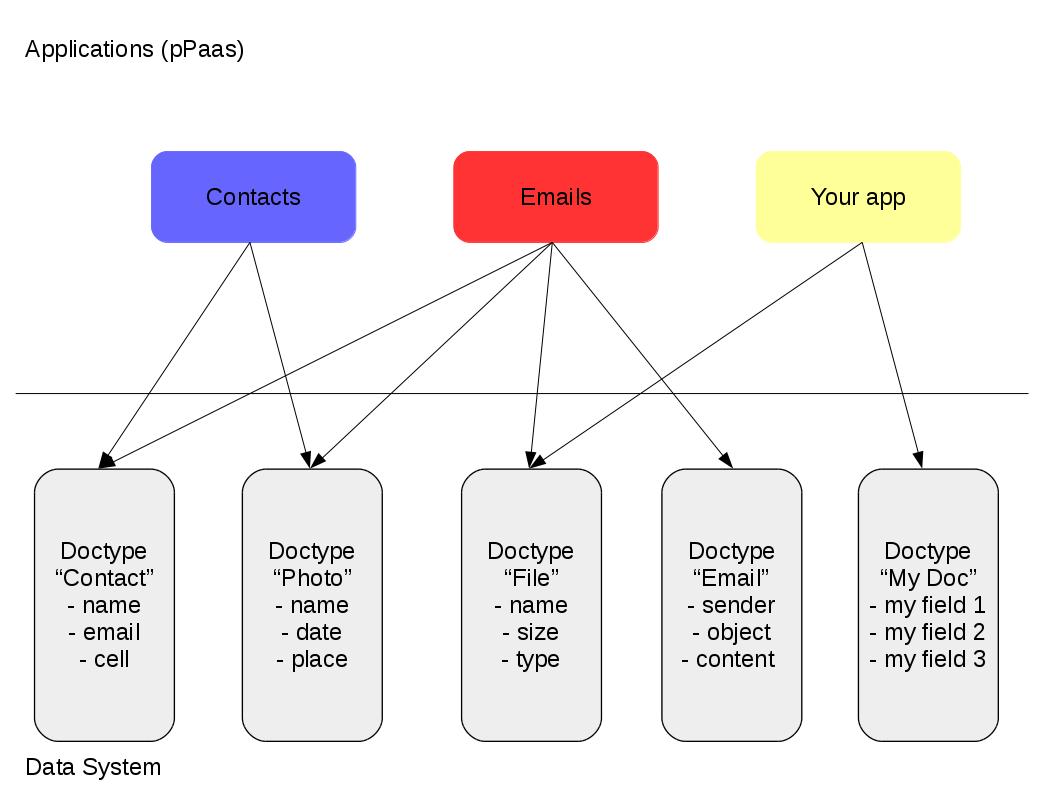 Applications (pPaas)
Contacts
Emails
Your app
Doctype
“Contact”
- name
- email
- cell
Doctype
“Photo”
- name
- date
- place
Doctype
“File”
- name
- size
- type
Doctype
“Email”
- sender
- object
- content
Doctype
“My Doc”
- my field 1
- my field 2
- my field 3
Data System